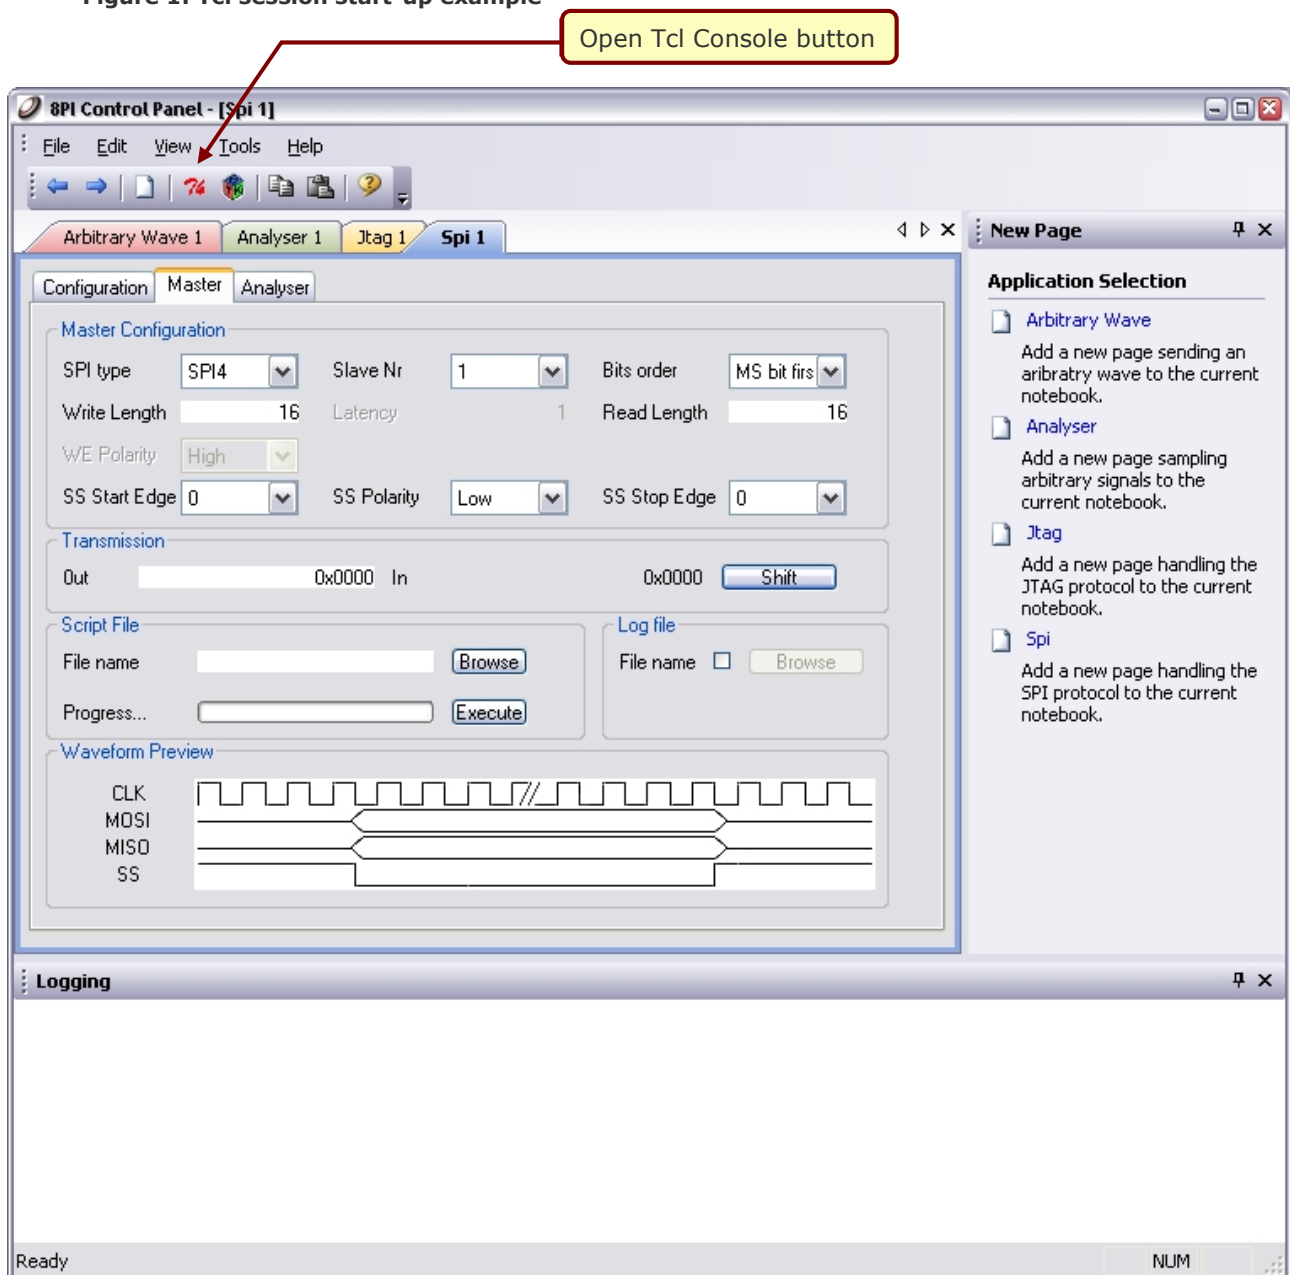 Figure 1: Tcl session start-up example
Open Tcl Console button
8PI Control Panel - [Spi 1]
File Edit View Tools Help
Arbitrary Wave 1 Analyser 1 Jtag 1 Spi 1
New Page
Configuration Master Analyser
Application Selection
Arbitrary Wave
Add a new page sending an
aribratry wave to the current
notebook.
Analyser
Add a new page sampling
arbitrary signals to the
current notebook.
Jtag
Add a new page handling the
JTAG protocol to the current
notebook.
Spi
Add a new page handling the
SPI protocol to the current
notebook.
Master Configuration
SPI type SPI4 Slave Nr 1 Bits order MS bit firs
Write Length 16 Latency 1 Read Length 16
WE Polarity High
SS Start Edge 0 SS Polarity Low SS Stop Edge 0
Transmission
Out 0x0000 In 0x0000 Shift
Script File
File name Browse
Progress... Execute
Log file
File name Browse
Waveform Preview
CLK
MOSI
MISO
SS
Logging
Ready NUM